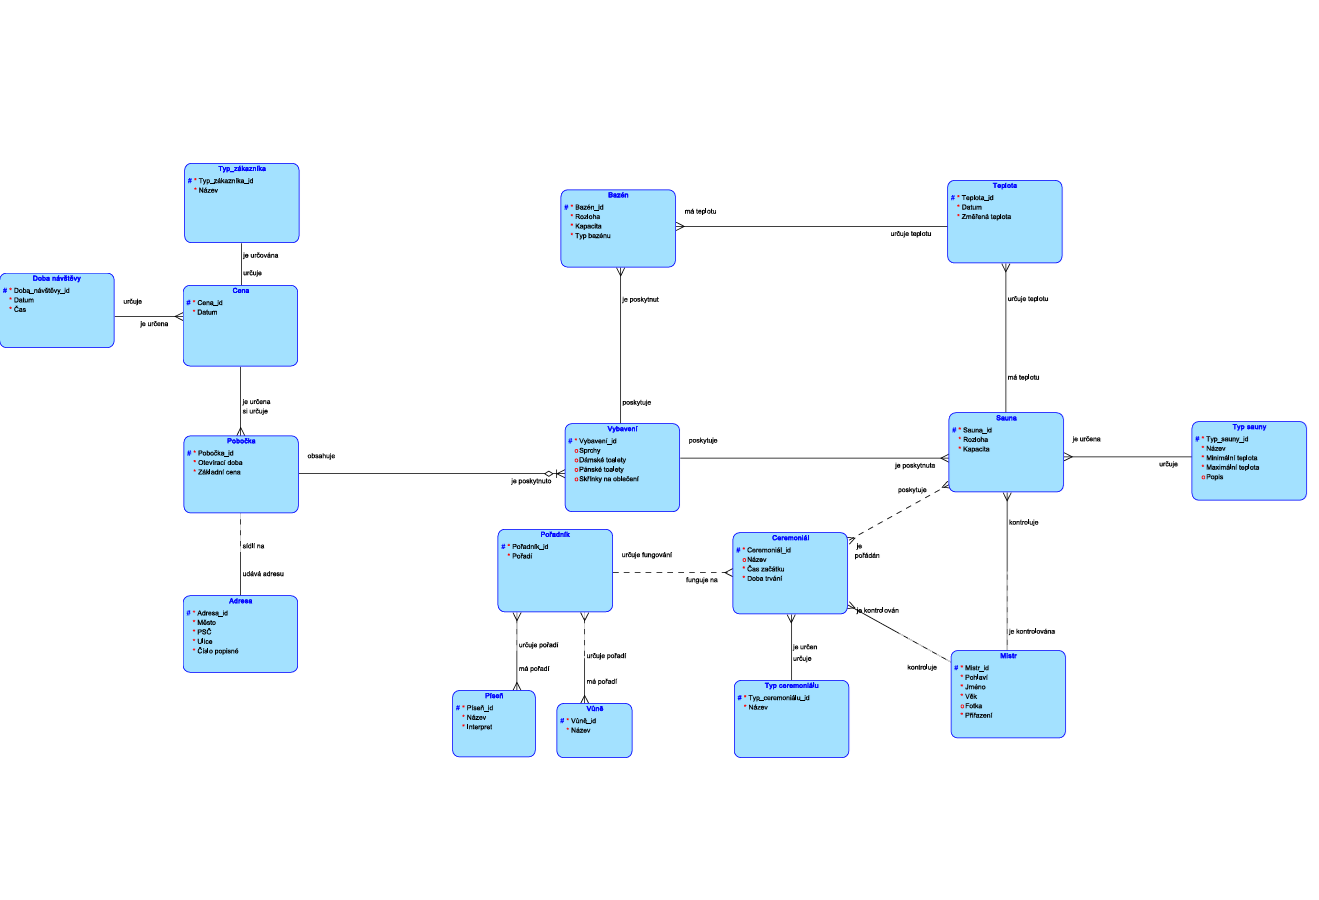 Typ_zákazníka
# * Typ_zákazníka_id
* Název
je určována
určuje
Doba návštěvy
# * Doba_návštěvy_id
* Datum
* Čas
určuje
je určena
Cena
# * Cena_id
* Datum
je určena
si určuje
Pobočka
# * Pobočka_id
* Otevírací doba
* Základní cena
obsahuje
je poskytnuto
sídlí na
udává adresu
Adresa
# * Adresa_id
* Město
* PSČ
* Ulice
* Číslo popisné
Bazén
# * Bazén_id
* Rozloha
* Kapacita
* Typ bazénu
má teplotu
určuje teplotu
Teplota
# * Teplota_id
* Datum
* Změřená teplota
je poskytnut
poskytuje
určuje teplotu
má teplotu
Vybavení
# * Vybavení_id
o Sprchy
o Dámské toalety
o Pánské toalety
o Skřínky na oblečení
poskytuje
je poskytnuta
Sauna
# * Sauna_id
* Rozloha
* Kapacita
je určena
určuje
Typ sauny
# * Typ_sauny_id
* Název
* Minimální teplota
* Maximální teplota
o Popis
poskytuje
je
pořádán
kontroluje
je kontrolována
Pořadník
# * Pořadník_id
* Pořadí
určuje fungování
funguje na
Ceremoniál
# * Ceremoniál_id
o Název
* Čas začátku
* Doba trvání
je kontrolován
kontroluje
určuje pořadí
má pořadí
určuje pořadí
má pořadí
je určen
určuje
Píseň
# * Píseň_id
* Název
* Interpret
Vůně
# * Vůně_id
* Název
Typ ceremoniálu
# * Typ_ceremoniálu_id
* Název
Mistr
# * Mistr_id
* Pohlaví
* Jméno
* Věk
o Fotka
* Přiřazení